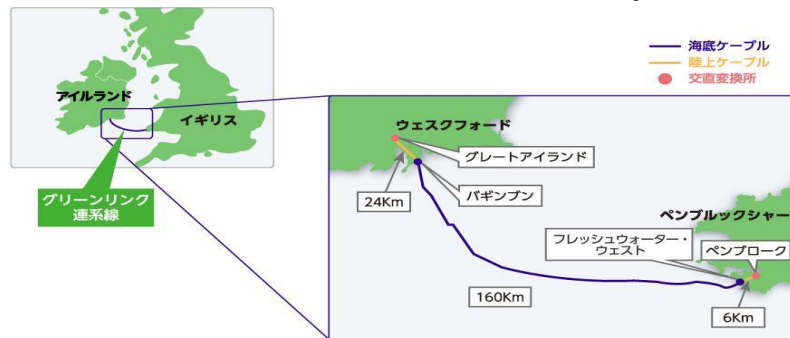 海底ケーブル
陸上ケーブル
交直変換所
アイルランド
イギリス
グリーンリンク
連系線
ウェスクフォード
グレートアイランド
バギンブン
24Km
ペンブルックシャー
フレッシュウォーター・
ウェスト
ペンブローク
160Km
6Km